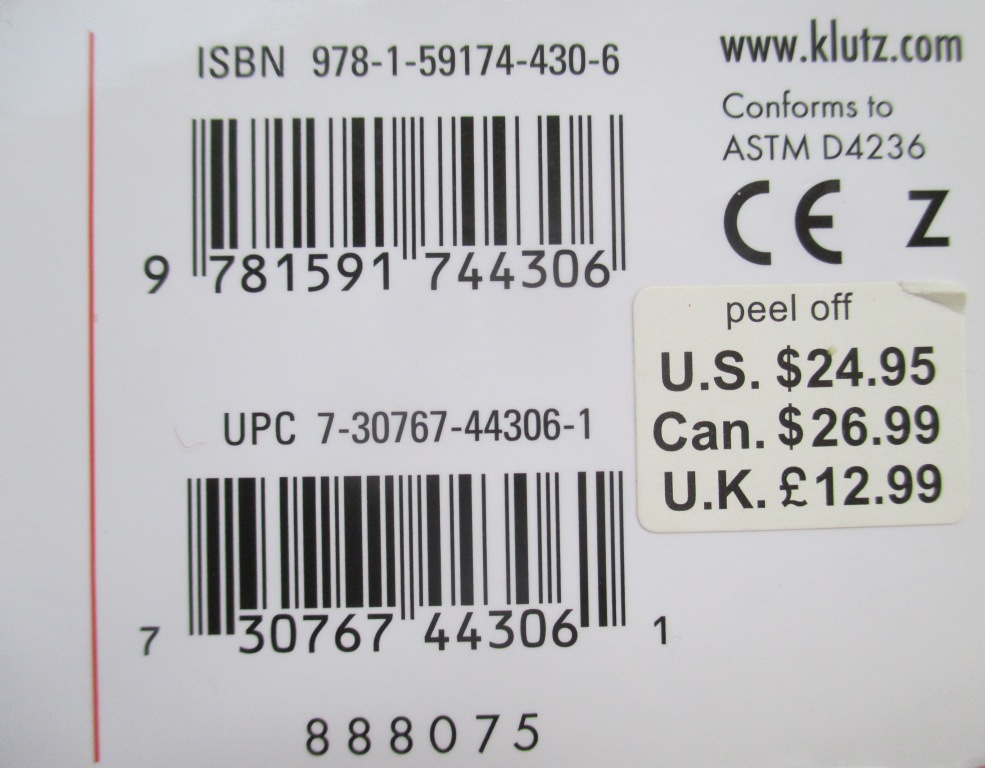 ISBN 978-1-59174-430-6
9 781591 744306
UPC 7-30767-44306-1
7 30767 44306 1
888075
www.klutz.com
Conforms to
ASTM D4236
CE Z
peel off
U.S. $24.95
Can. $26.99
U.K. £12.99